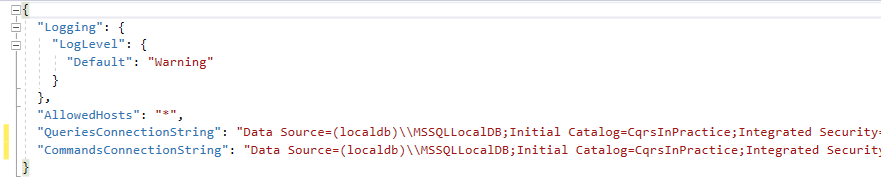 {
"Logging": {
"LogLevel": {
"Default": "Warning"
}
},
"AllowedHosts": "*",
"QueriesConnectionString": "Data Source=(localdb)\\MSSQLLocalDB;Initial Catalog=CqrsInPractice;Integrated Security=
"CommandsConnectionString": "Data Source=(localdb)\\MSSQLLocalDB;Initial Catalog=CqrsInPractice;Integrated Security
}